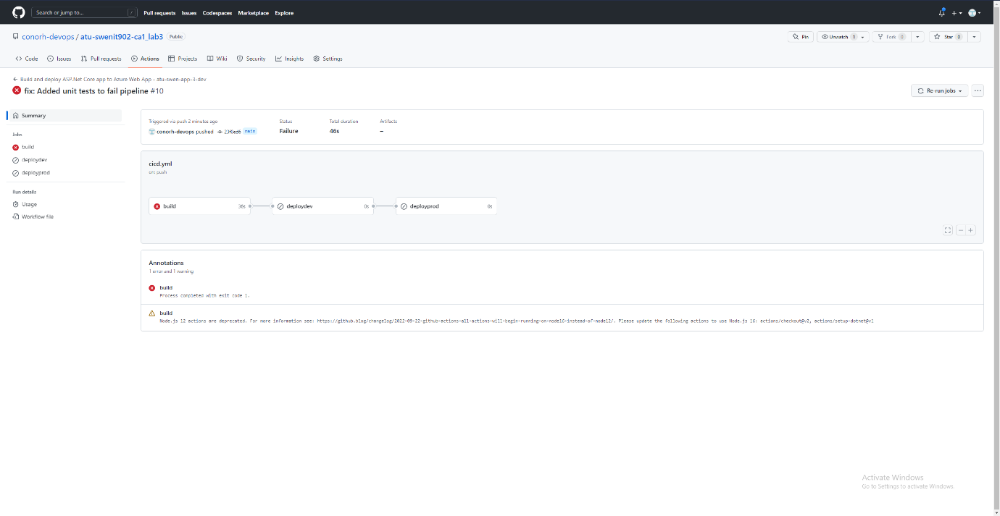 Search or jump to... / Pull requests Issues Codespaces Marketplace Explore
conorh-devops / atu-swenit902-ca1_lab3 Public Pin Unwatch 1 Fork 0 Star 0
Code Issues Pull requests Actions Projects Wiki Security Insights Settings
Build and deploy ASP.Net Core app to Azure Web App - atu-swen-app-3-dev
fix: Added unit tests to fail pipeline #10
Re-run jobs
Summary
Jobs
build
deploydev
deployprod
Run details
Usage
Workflow file
Triggered via push 2 minutes ago Status Total duration Artifacts
conorh-devops pushed 23f0ed6 main Failure 46s –
cicd.yml
on: push
build 36s deploydev 0s deployprod 0s
Annotations
1 error and 1 warning
build
Process completed with exit code 1.
build
Node.js 12 actions are deprecated. For more information see: https://github.blog/changelog/2022-09-22-github-actions-all-actions-will-begin-running-on-node16-instead-of-node12/. Please update the following actions to use Node.js 16: actions/checkout@v2, actions/setup-dotnet@v1
Activate Windows
Go to Settings to activate Windows.